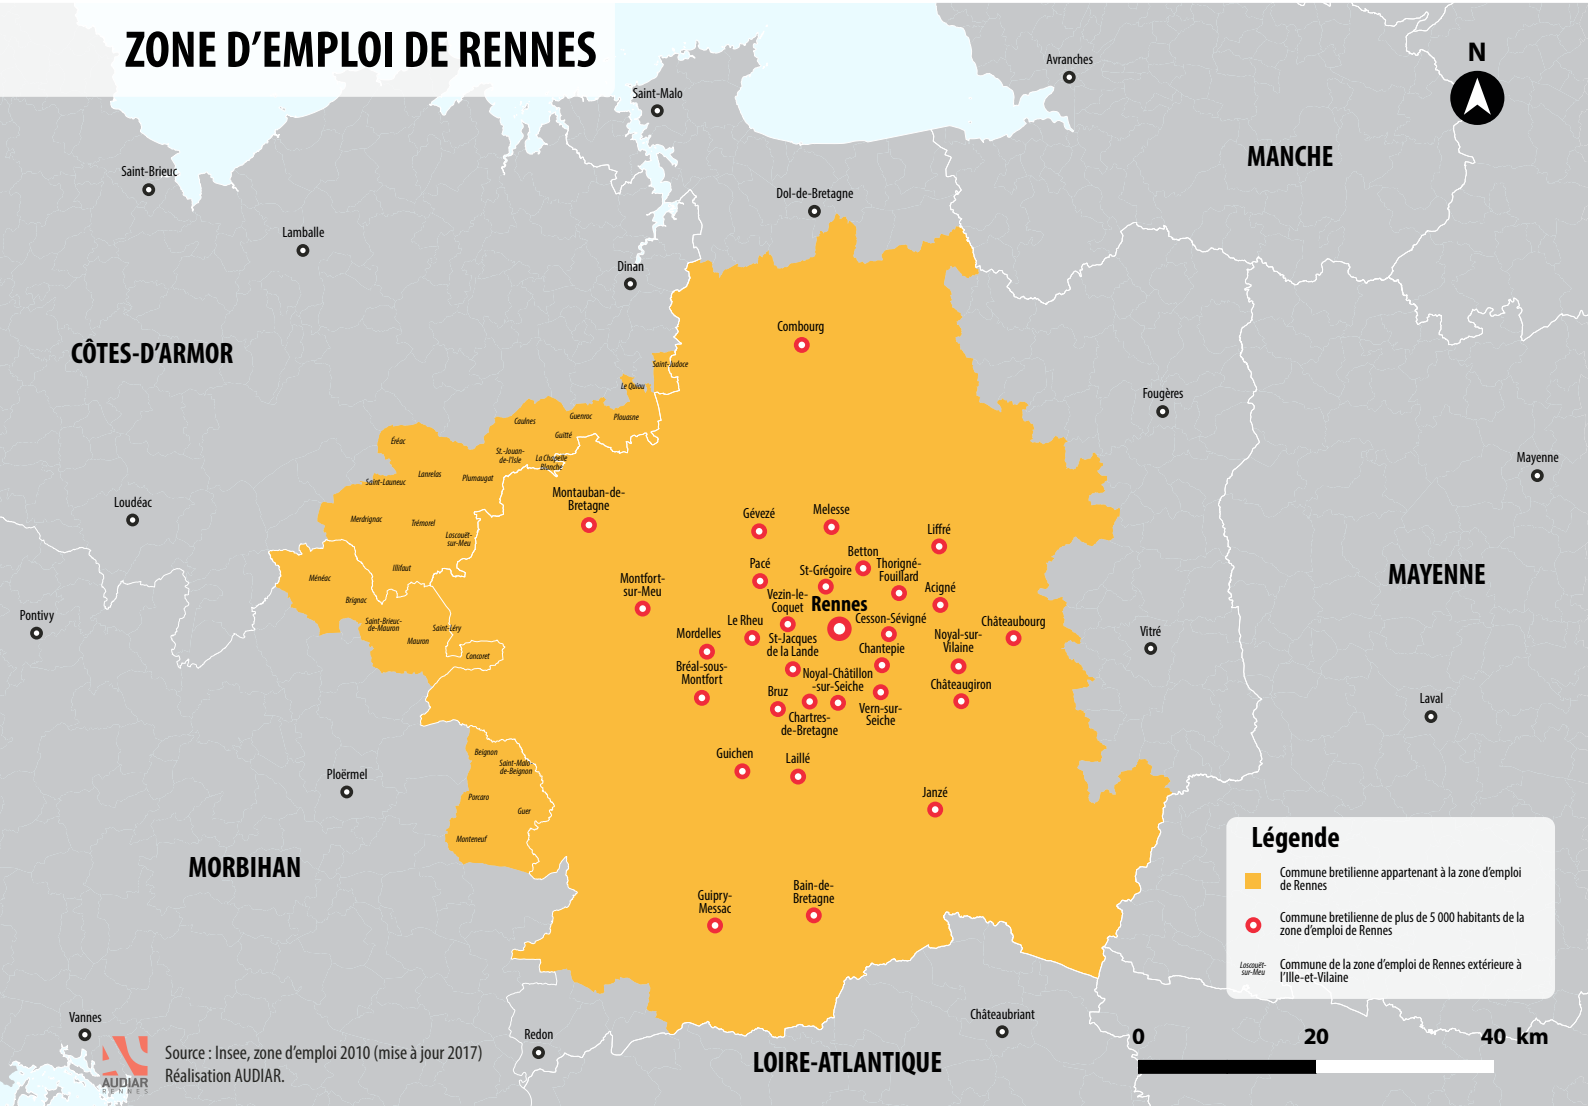 ZONE D'EMPLOI DE RENNES
Avranches
N
Saint-Malo
MANCHE
Saint-Brieuc
Dol-de-Bretagne
Lamballe
Dinan
Combourg
CÔTES-D'ARMOR
Saint-Judoce
Le Quiou
Fougères
Caulnes
Guenroc
Plouasne
Guitté
Éréac
St.-Jouan-
de-l'Isle
La Chapelle
Blanche
Mayenne
Lanrelas
Plumaugat
Saint-Launeuc
Montauban-de-
Bretagne
Loudéac
Gévezé
Melesse
Merdrignac
Trémorel
Liffré
Loscouët-
sur-Meu
Betton
Illifaut
Pacé
St-Grégoire
Thorigné-
Fouillard
MAYENNE
Ménéac
Montfort-
sur-Meu
Acigné
Vezin-le-
Coquet
Brignac
Rennes
Pontivy
Saint-Brieuc-
de-Mauron
Saint-Léry
Le Rheu
Cesson-Sévigné
Châteaubourg
Mauron
Mordelles
St-Jacques
de la Lande
Noyal-sur-
Vilaine
Vitré
Concoret
Chantepie
Bréal-sous-
Montfort
Noyal-Châtillon
-sur-Seiche
Châteaugiron
Bruz
Laval
Chartres-
de-Bretagne
Vern-sur-
Seiche
Beignon
Guichen
Laillé
Saint-Malo-
de-Beignon
Ploërmel
Porcaro
Janzé
Guer
Monteneuf
Légende
MORBIHAN
Commune bretilienne appartenant à la zone d'emploi
de Rennes
Guipry-
Messac
Bain-de-
Bretagne
Commune bretilienne de plus de 5 000 habitants de la
zone d'emploi de Rennes
Loscouët-
sur-Meu
Commune de la zone d'emploi de Rennes extérieure à
l'Ille-et-Vilaine
Vannes
Châteaubriant
Redon
0 20 40 km
Source : Insee, zone d'emploi 2010 (mise à jour 2017)
Réalisation AUDIAR.
LOIRE-ATLANTIQUE
AUDIAR
RENNES